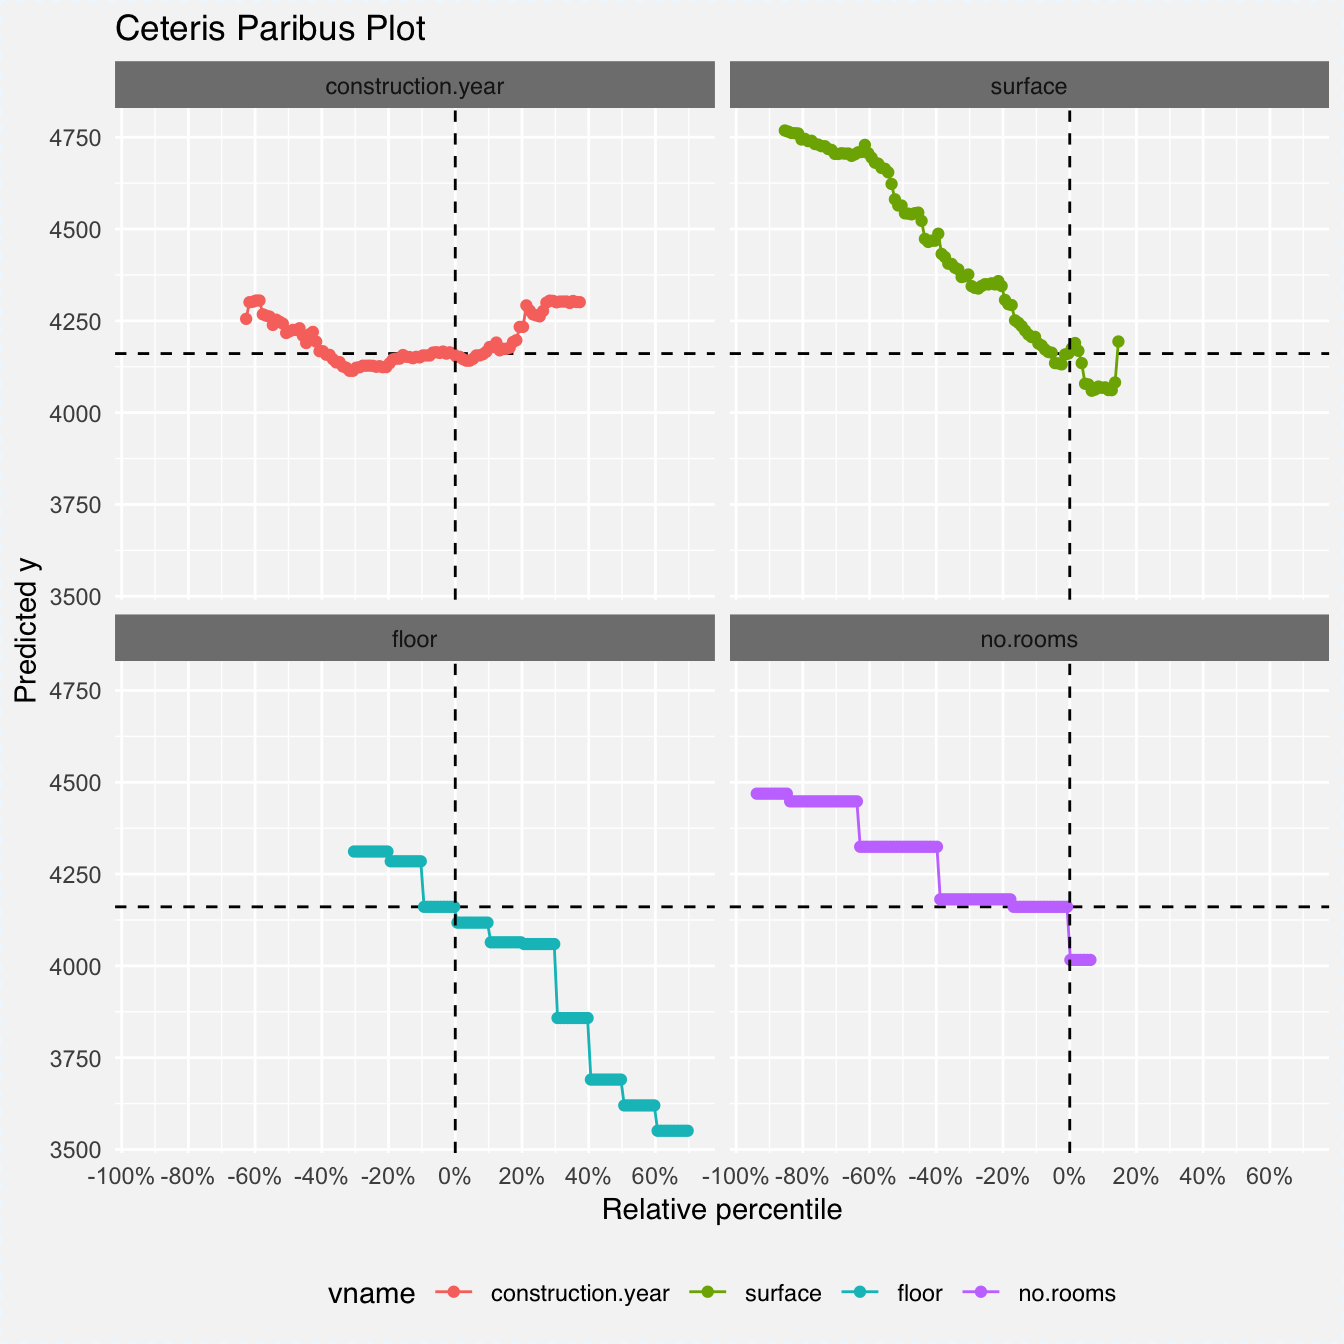 Ceteris Paribus Plot
construction.year surface
4750
4500
4250
4000
3750
3500
floor no.rooms
4750
4500
4250
4000
3750
3500
Predicted y
-100% -80% -60% -40% -20% 0% 20% 40% 60% -100% -80% -60% -40% -20% 0% 20% 40% 60%
Relative percentile
vname construction.year surface floor no.rooms